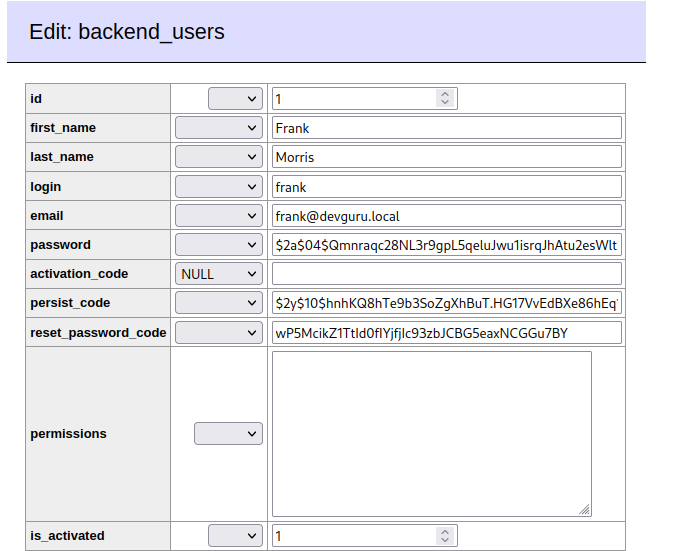 Edit: backend_users
id 1
first_name Frank
last_name Morris
login frank
email frank@devguru.local
password $2a$04$Qmnraqc28NL3r9gpL5qeluJwu1isrqJhAtu2esWlt
activation_code NULL
persist_code $2y$10$hnhKQ8hTe9b3SoZgXhBuT.HG17VvEdBXe86hEq
reset_password_code wP5McikZ1TtId0fIYjfjIc93zbJCBG5eaxNCGGu7BY
permissions
is_activated 1